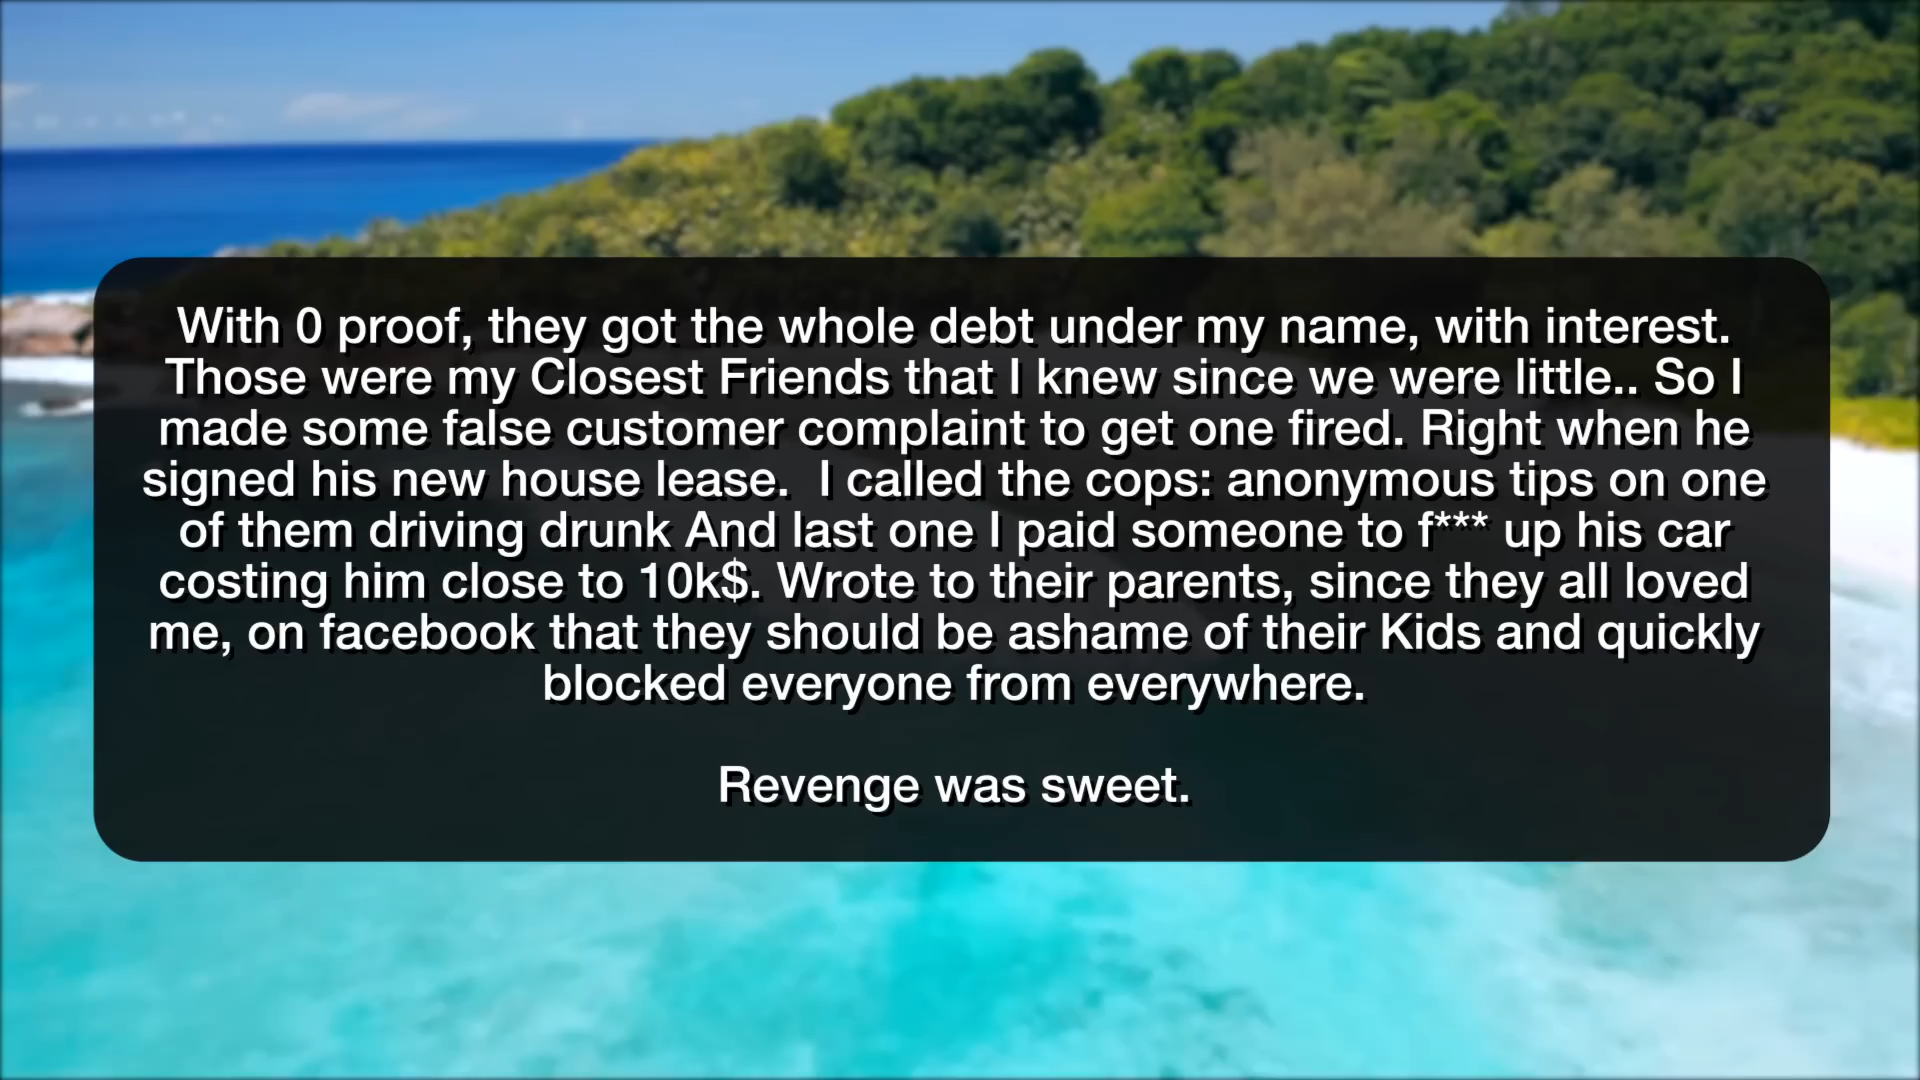 With 0 proof, they got the whole debt under my name, with interest.
Those were my Closest Friends that I knew since we were little.. So I
made some false customer complaint to get one fired. Right when he
signed his new house lease.  I called the cops: anonymous tips on one
of them driving drunk And last one I paid someone to f*** up his car
costing him close to 10k$. Wrote to their parents, since they all loved
me, on facebook that they should be ashame of their Kids and quickly
blocked everyone from everywhere.
Revenge was sweet.